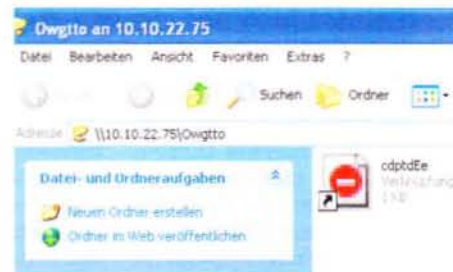 Owgtto an 10.10.22.75
Datei Bearbeiten Ansicht Favoriten Extras ?
Suchen Ordner
Adresse \\10.10.22.75\Owgtto
Datei- und Ordneraufgaben
Neuen Ordner erstellen
Ordner im Web veröffentlichen
cdptdEe
Verknüpfung
1 KB